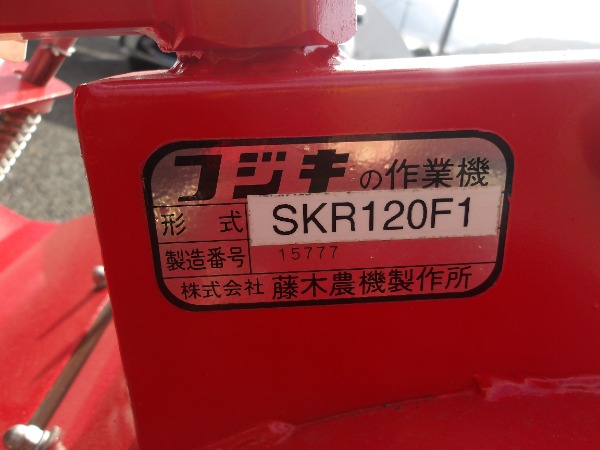 フジキの作業機
形式 SKR120F1
製造番号 15777
株式会社 藤木農機製作所